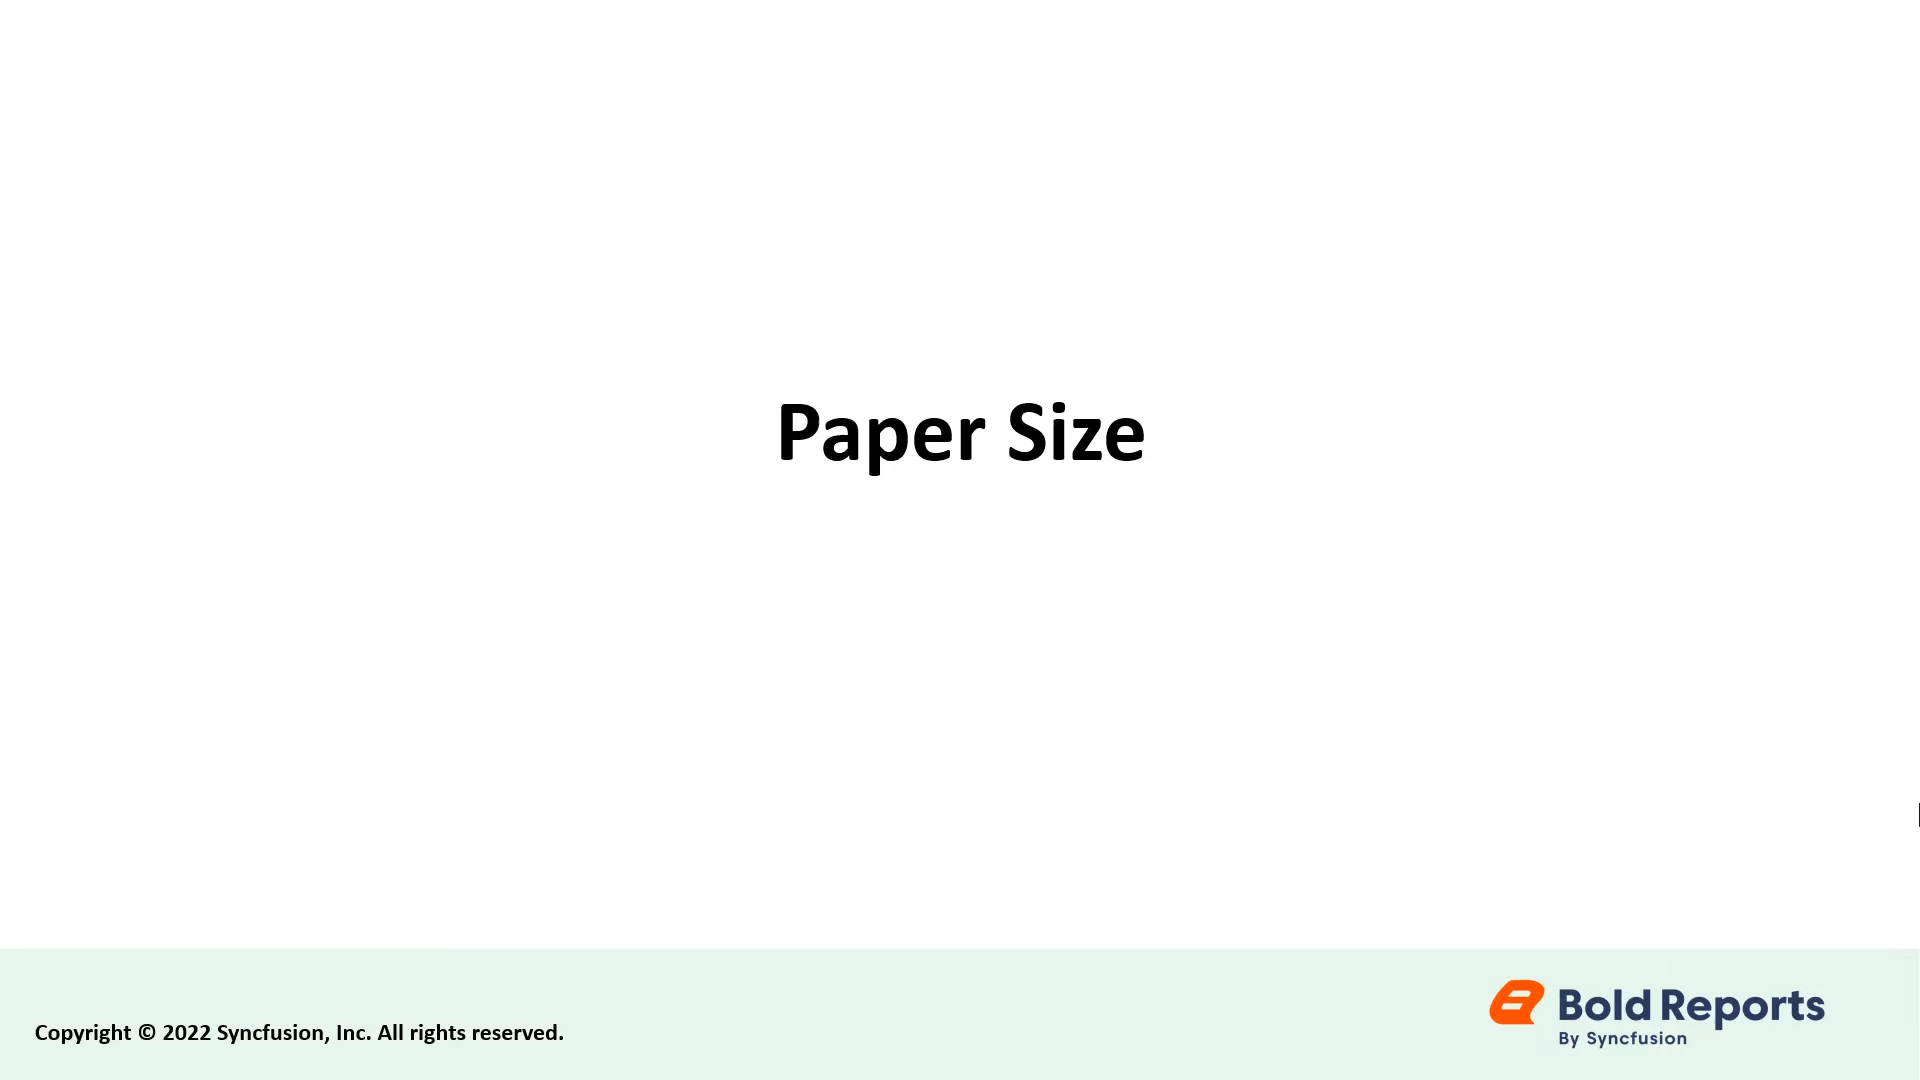 Paper Size
Copyright © 2022 Syncfusion, Inc. All rights reserved.
Bold Reports
By Syncfusion